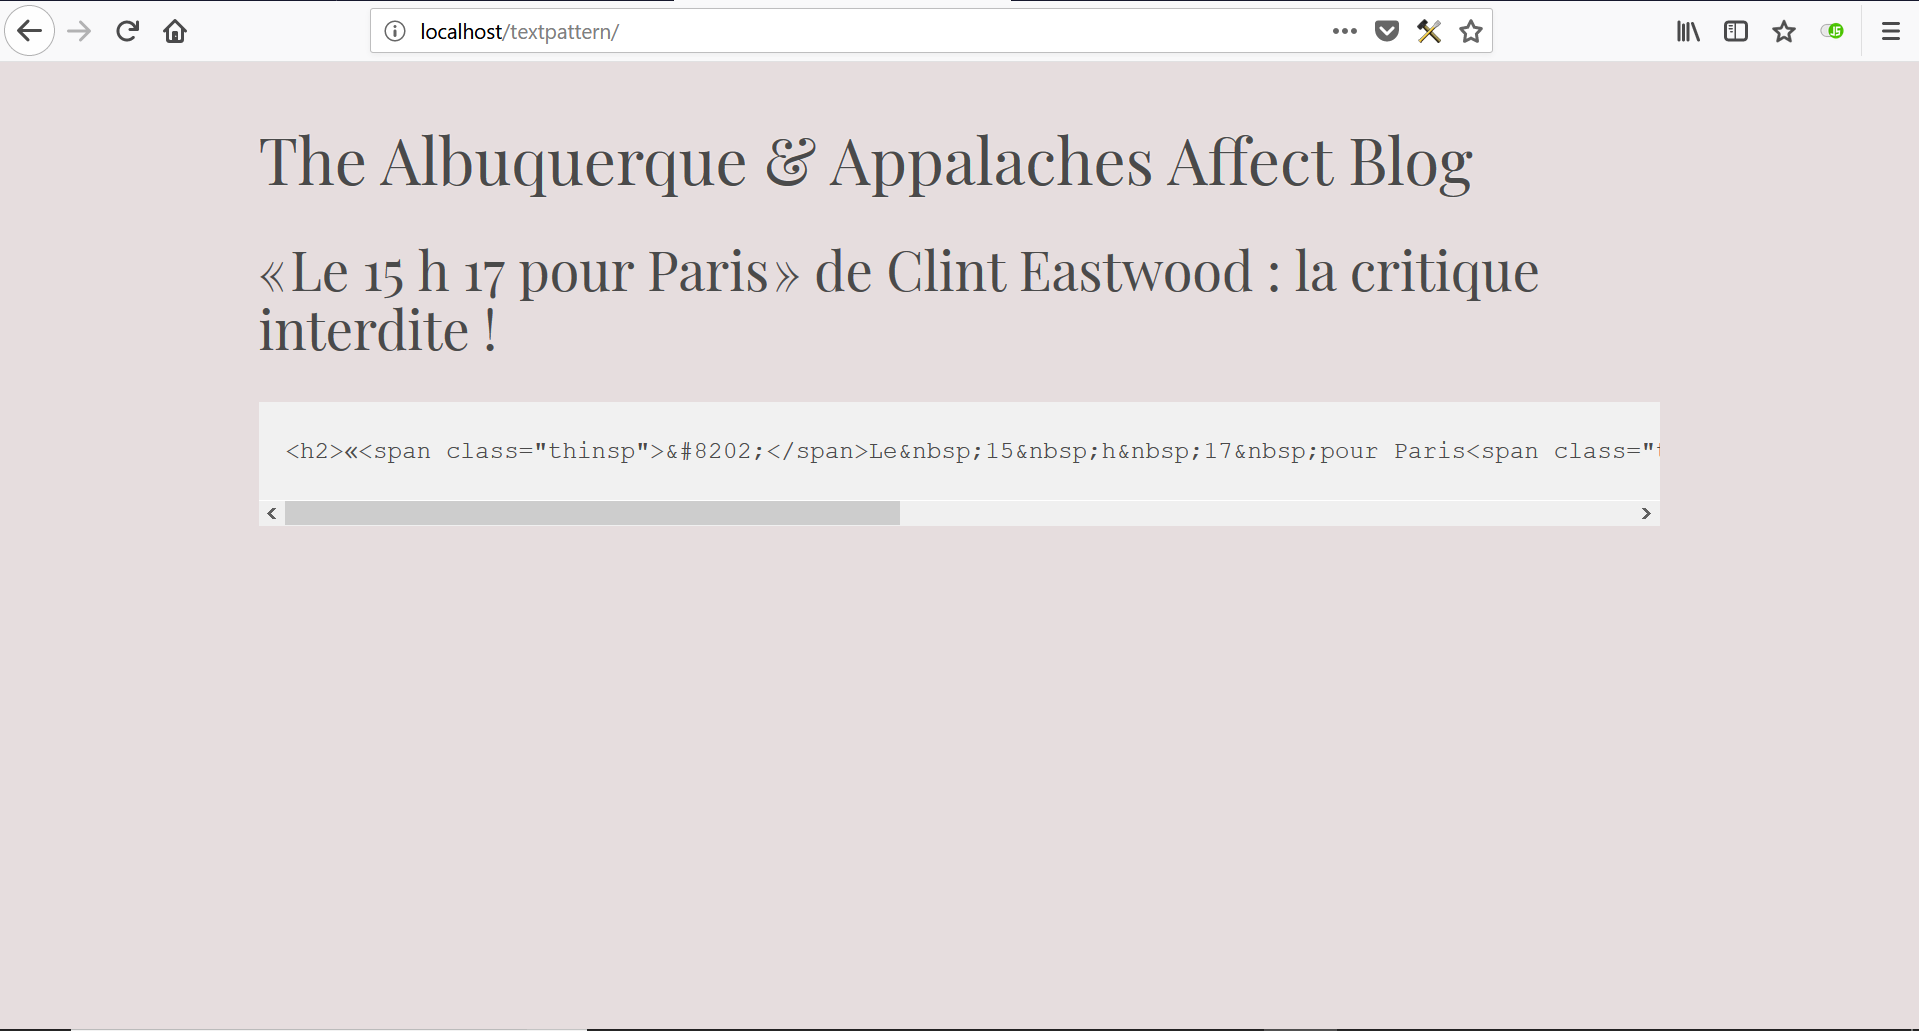 localhost/textpattern/
The Albuquerque & Appalaches Affect Blog
« Le 15 h 17 pour Paris » de Clint Eastwood : la critique
interdite !
<h2>«<span class="thinsp">&#8202;</span>Le&nbsp;15&nbsp;h&nbsp;17&nbsp;pour Paris<span class="